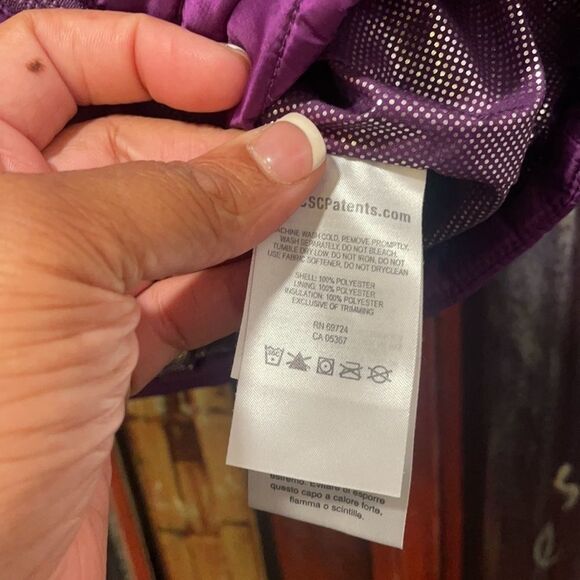 SCPatents.com
MACHINE WASH COLD, REMOVE PROMPTLY,
WASH SEPARATELY, DO NOT BLEACH,
TUMBLE DRY LOW, DO NOT IRON, DO NOT
USE FABRIC SOFTENER, DO NOT DRYCLEAN
SHELL: 100% POLYESTER
LINING: 100% POLYESTER
INSULATION: 100% POLYESTER
EXCLUSIVE OF TRIMMING
RN 69724
CA 05367
estremo. Evitare di esporre
questo capo a calore forte,
fiamma o scintille.